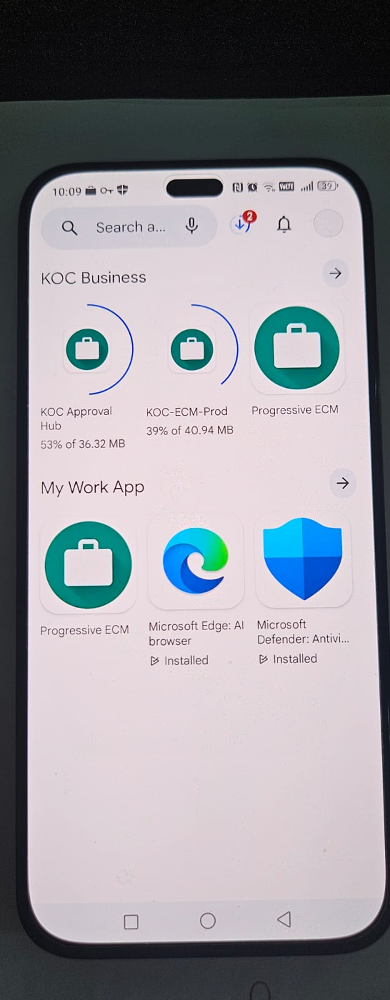 10:09 VoLTE 39
Search a... 2
KOC Business
KOC Approval Hub
53% of 36.32 MB
KOC-ECM-Prod
39% of 40.94 MB
Progressive ECM
My Work App
Progressive ECM
Microsoft Edge: AI
browser
Installed
Microsoft
Defender: Antivi...
Installed